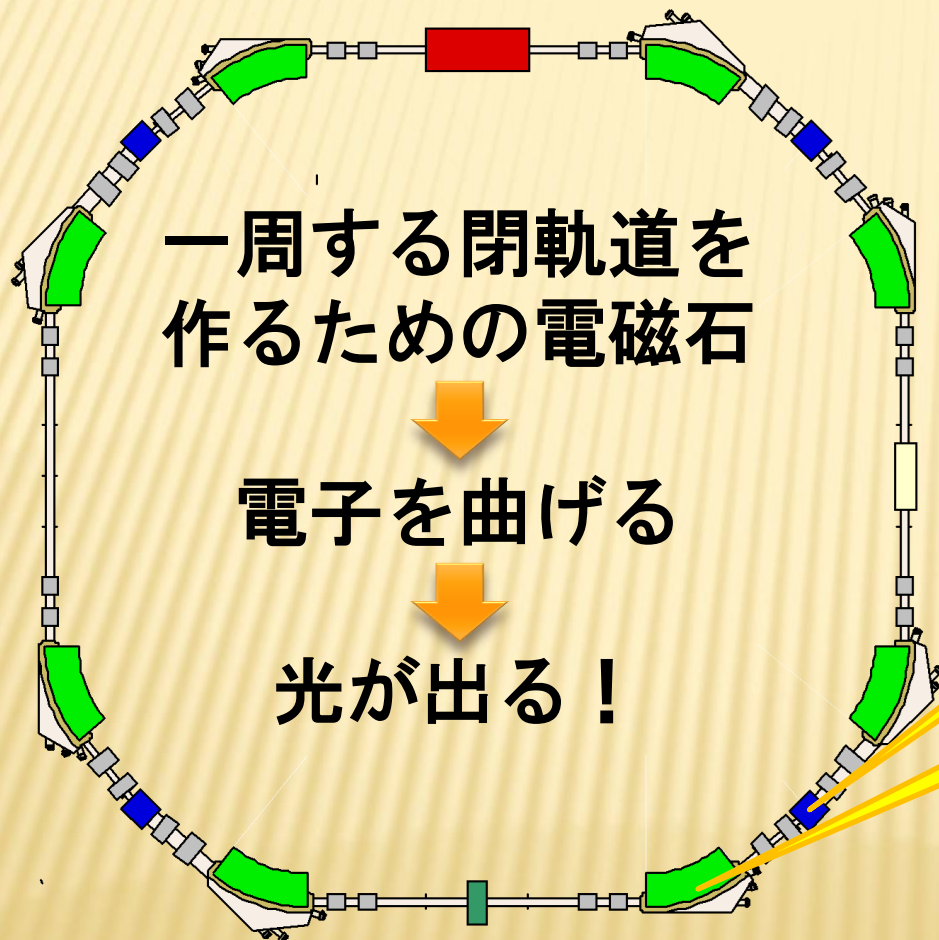 一周する閉軌道を
作るための電磁石
電子を曲げる
光が出る！